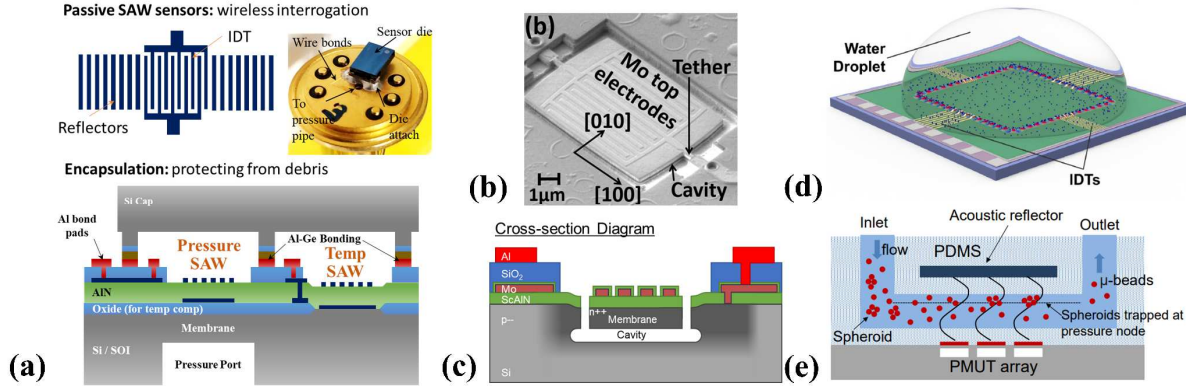 Passive SAW sensors: wireless interrogation
IDT
Reflectors
Sensor die
Wire bonds
To
pressure
pipe
Die
attach
Encapsulation: protecting from debris
Si Cap
Al bond
pads
Pressure
SAW
Al-Ge Bonding
Temp
SAW
AlN
Oxide (for temp comp)
Membrane
Si / SOI
Pressure Port
(a)
(b)
Mo top
electrodes
Tether
[010]
[100]
Cavity
1μm
(b)
Cross-section Diagram
Al
SiO2
Mo
ScAlN
n++
p--
Membrane
Cavity
Si
(c)
Water
Droplet
IDTs
(d)
Inlet
Acoustic reflector
Outlet
flow
PDMS
μ-beads
Spheroids trapped at
pressure node
Spheroid
PMUT array
(e)